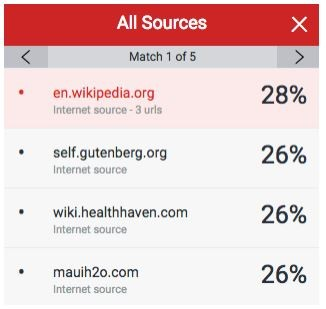 All Sources
Match 1 of 5
en.wikipedia.org 28%
Internet source - 3 urls
self.gutenberg.org 26%
Internet source
wiki.healthhaven.com 26%
Internet source
mauih2o.com 26%
Internet source